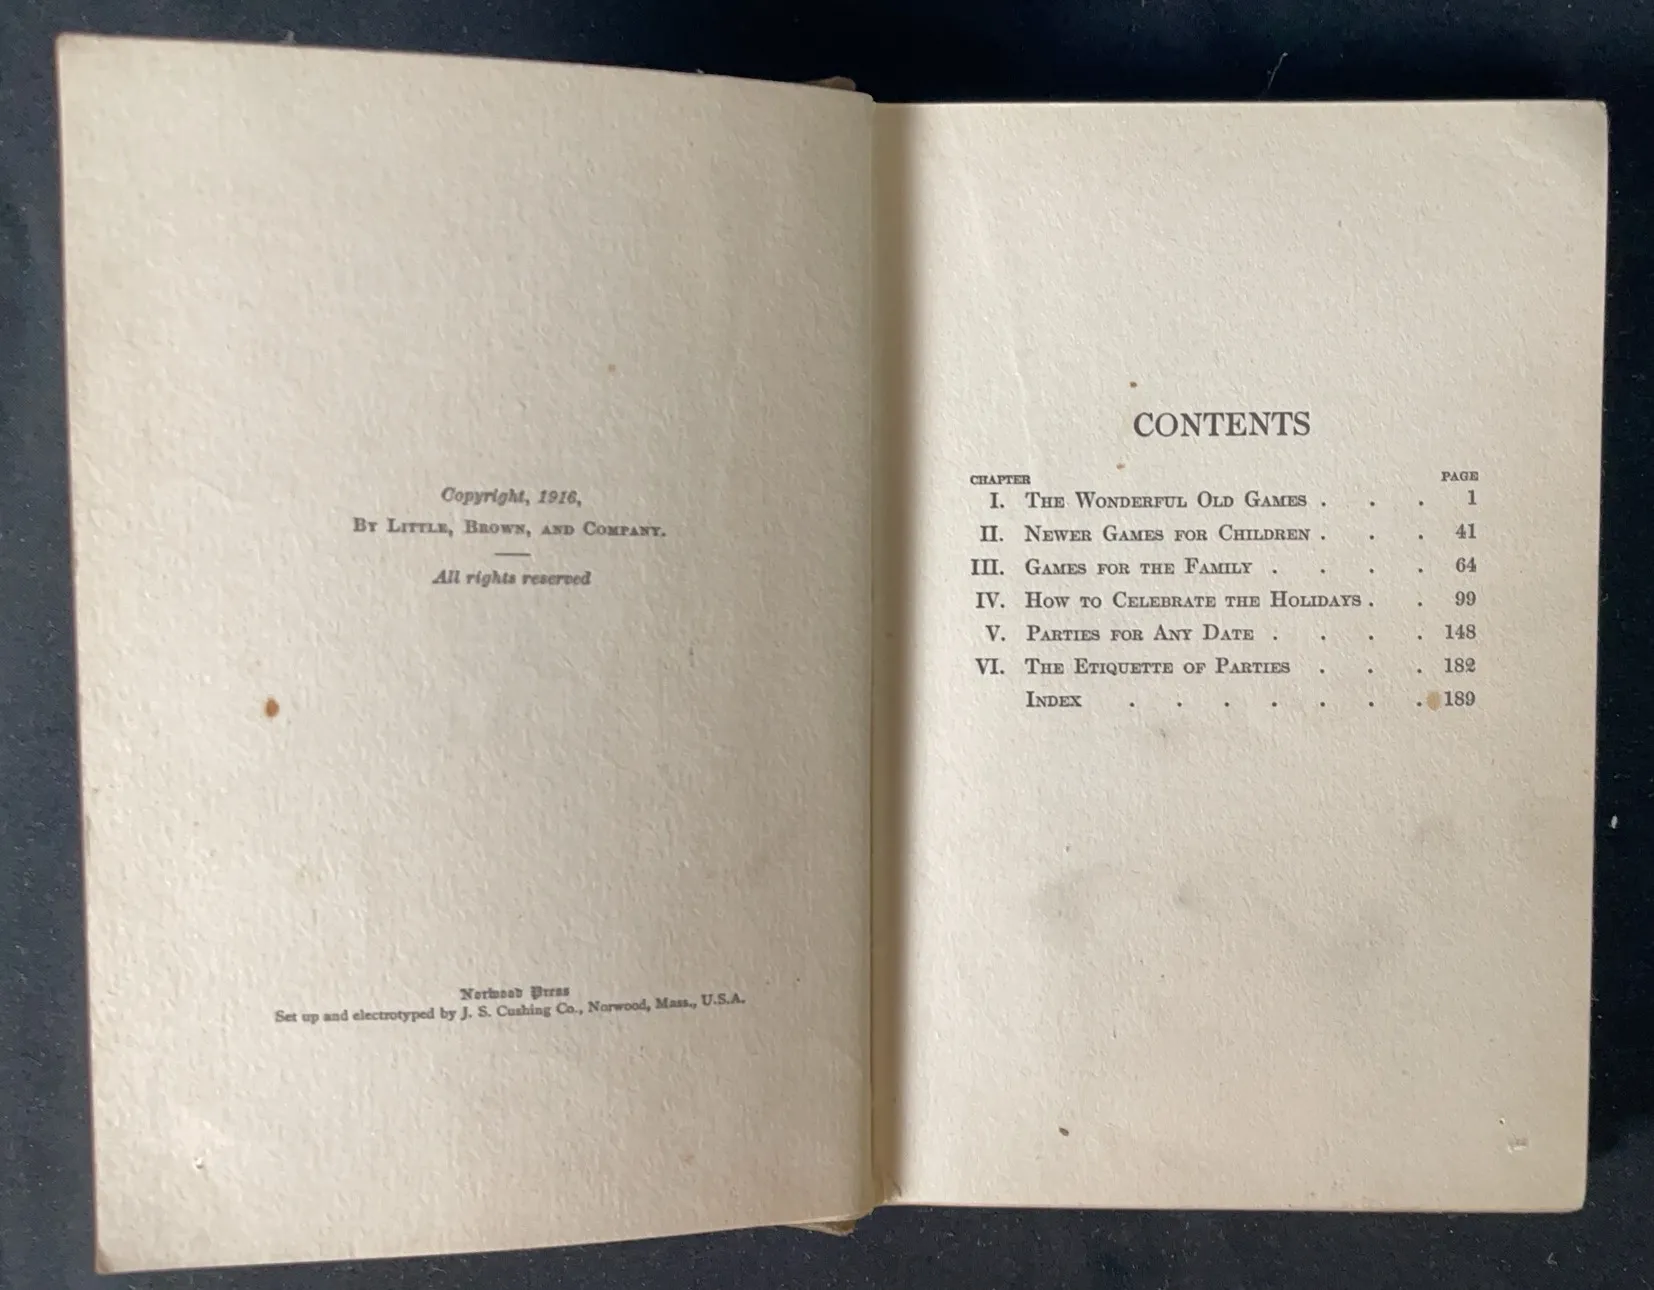 Copyright, 1916,
By Little, Brown, and Company.
All rights reserved
Norwood Press
Set up and electrotyped by J. S. Cushing Co., Norwood, Mass., U.S.A.
CONTENTS
CHAPTER PAGE
I. The Wonderful Old Games . . . 1
II. Newer Games for Children . . . 41
III. Games for the Family . . . . 64
IV. How to Celebrate the Holidays . . 99
V. Parties for Any Date . . . . 148
VI. The Etiquette of Parties . . . 182
Index . . . . . . . 189